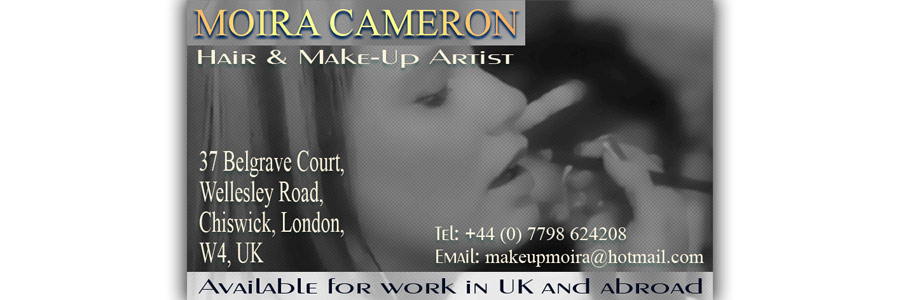 MOIRA CAMERON
Hair & Make-Up Artist
37 Belgrave Court,
Wellesley Road,
Chiswick, London,
W4, UK
Tel: +44 (0) 7798 624208
Email: makeupmoira@hotmail.com
Available for work in UK and abroad